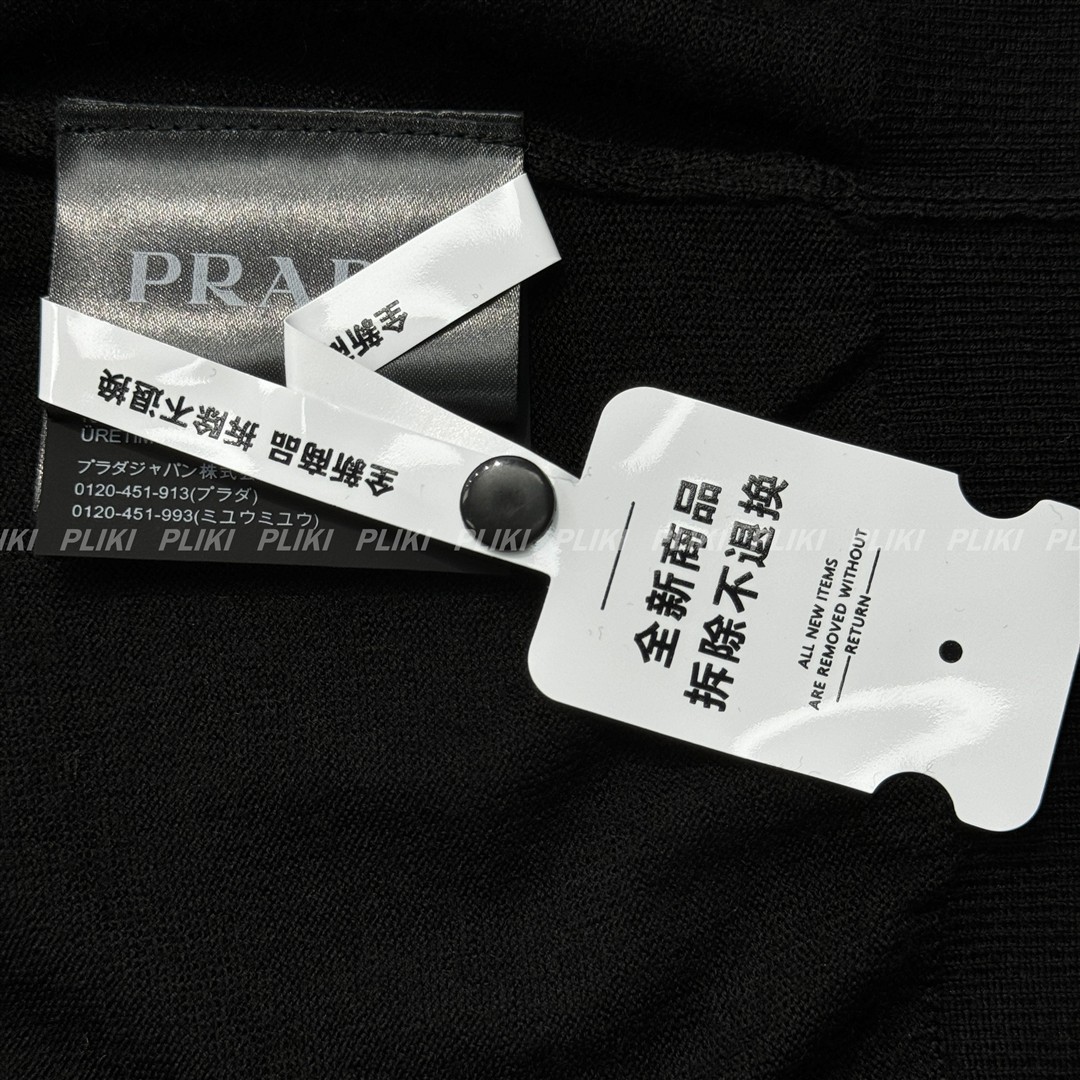 PRAD
ÜRETİM
プラダジャパン株式
0120-451-913(プラダ)
0120-451-993(ミユウミユウ)
全新
全新商品 拆除不退换
全新商品
拆除不退换
ALL NEW ITEMS
ARE REMOVED WITHOUT
RETURN
PLIKI PLIKI PLIKI PLIKI PLIKI PLIKI PLIKI PLIKI PLIKI PLIKI